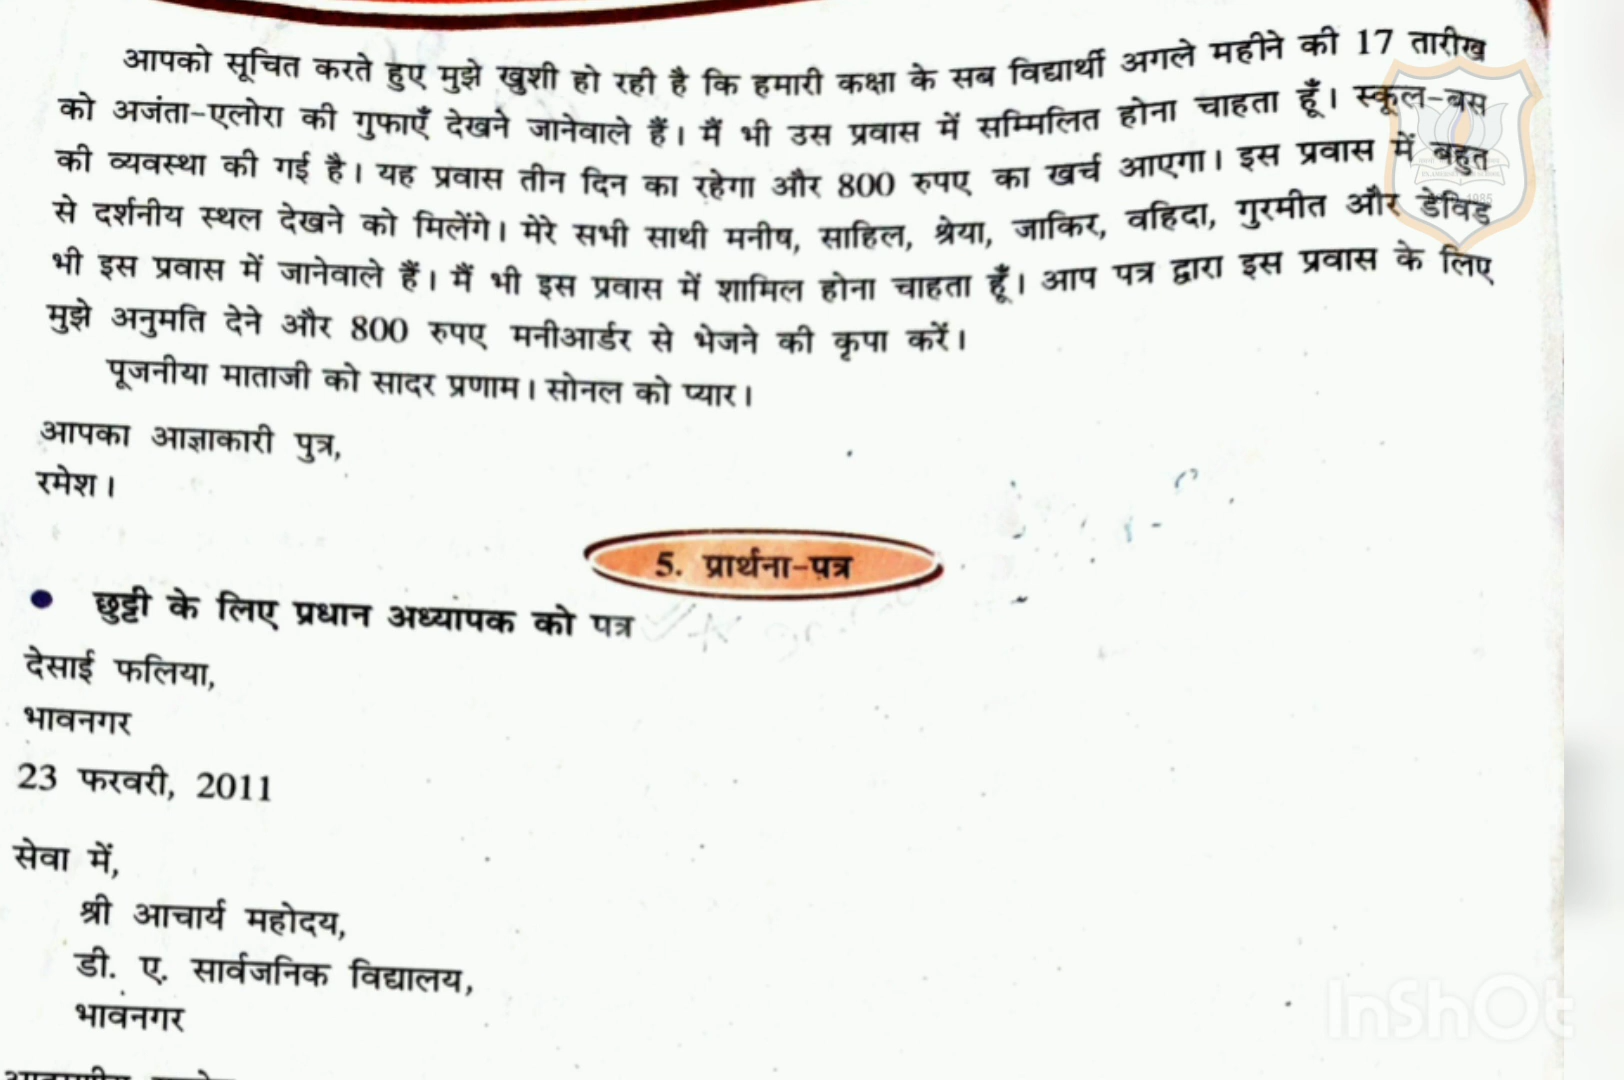 आपको सूचित करते हुए मुझे खुशी हो रही है कि हमारी कक्षा के सब विद्यार्थी अगले महीने की 17 तारीख
को अजंता-एलोरा की गुफाएँ देखने जानेवाले हैं। मैं भी उस प्रवास में सम्मिलित होना चाहता हूँ। स्कूल-बस
की व्यवस्था की गई है। यह प्रवास तीन दिन का रहेगा और 800 रुपए का खर्च आएगा। इस प्रवास में बहुत
से दर्शनीय स्थल देखने को मिलेंगे। मेरे सभी साथी मनीष, साहिल, श्रेया, जाकिर, वहिदा, गुरमीत और डेविड
भी इस प्रवास में जानेवाले हैं। मैं भी इस प्रवास में शामिल होना चाहता हूँ। आप पत्र द्वारा इस प्रवास के लिए
मुझे अनुमति देने और 800 रुपए मनीआर्डर से भेजने की कृपा करें।
पूजनीया माताजी को सादर प्रणाम। सोनल को प्यार।
आपका आज्ञाकारी पुत्र,
रमेश।
5. प्रार्थना-पत्र
• छुट्टी के लिए प्रधान अध्यापक को पत्र
देसाई फलिया,
भावनगर
23 फरवरी, 2011
सेवा में,
श्री आचार्य महोदय,
डी. ए. सार्वजनिक विद्यालय,
भावनगर
InShOt